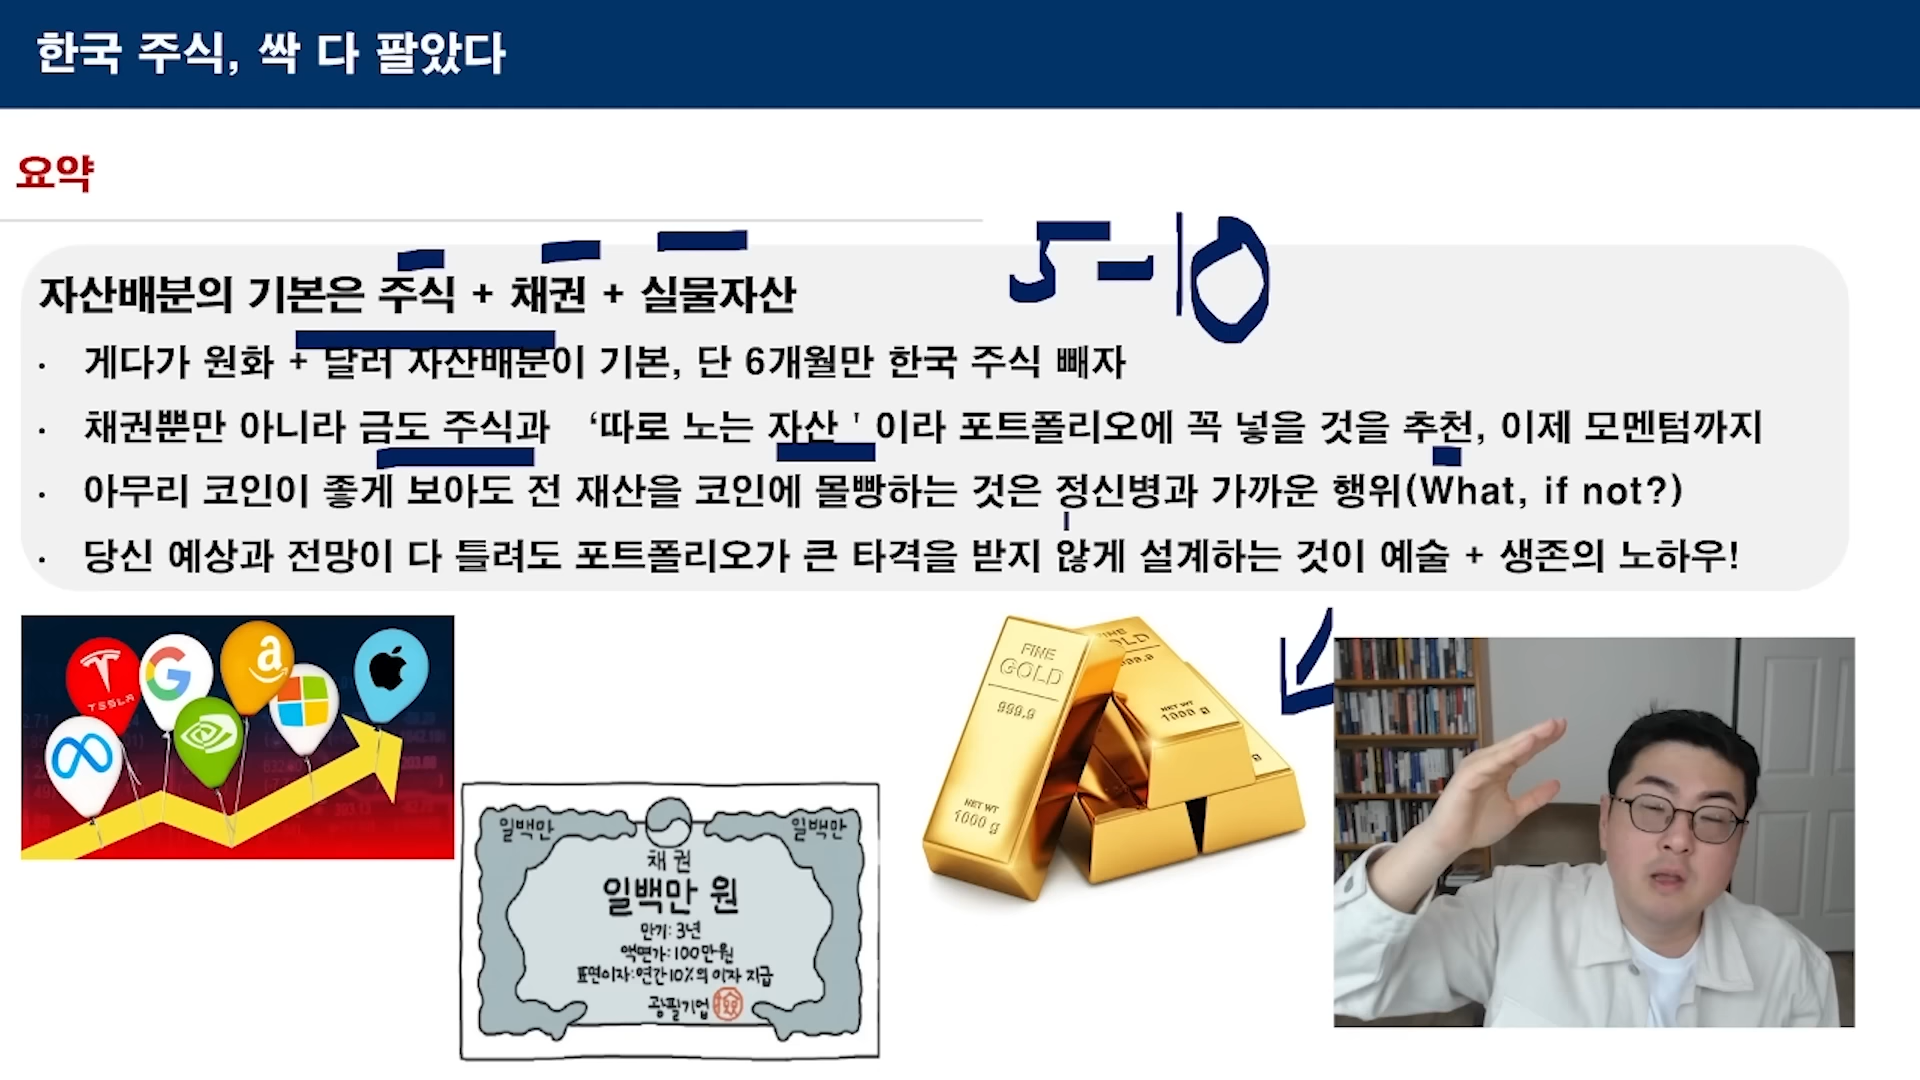 한국 주식, 싹 다 팔았다
요약
5-10
자산배분의 기본은 주식 + 채권 + 실물자산
· 게다가 원화 + 달러 자산배분이 기본, 단 6개월만 한국 주식 빼자
· 채권뿐만 아니라 금도 주식과 ‘따로 노는 자산 ' 이라 포트폴리오에 꼭 넣을 것을 추천, 이제 모멘텀까지
· 아무리 코인이 좋게 보아도 전 재산을 코인에 몰빵하는 것은 정신병과 가까운 행위(What, if not?)
· 당신 예상과 전망이 다 틀려도 포트폴리오가 큰 타격을 받지 않게 설계하는 것이 예술 + 생존의 노하우!
TESLA
일백만 일백만
채권
일백만 원
만기: 3년
액면가: 100만원
표면이자: 연간 10%의 이자 지급
광필기업
FINE
GOLD
999.9
NET WT
1000 g
FINE
GOLD
999.9
NET WT
1000 g